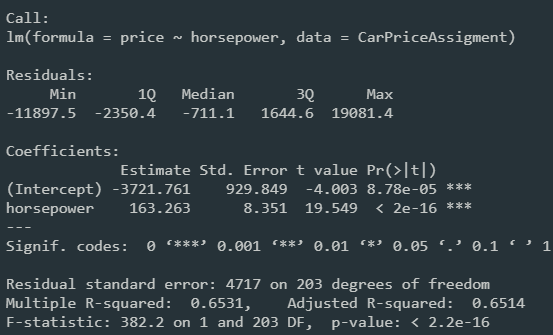 Call:
lm(formula = price ~ horsepower, data = CarPriceAssigment)
Residuals:
Min 1Q Median 3Q Max
-11897.5 -2350.4 -711.1 1644.6 19081.4
Coefficients:
Estimate Std. Error t value Pr(>|t|)
(Intercept) -3721.761 929.849 -4.003 8.78e-05 ***
horsepower 163.263 8.351 19.549 < 2e-16 ***
---
Signif. codes: 0 ‘***’ 0.001 ‘**’ 0.01 ‘*’ 0.05 ‘.’ 0.1 ‘ ’ 1
Residual standard error: 4717 on 203 degrees of freedom
Multiple R-squared: 0.6531, Adjusted R-squared: 0.6514
F-statistic: 382.2 on 1 and 203 DF, p-value: < 2.2e-16